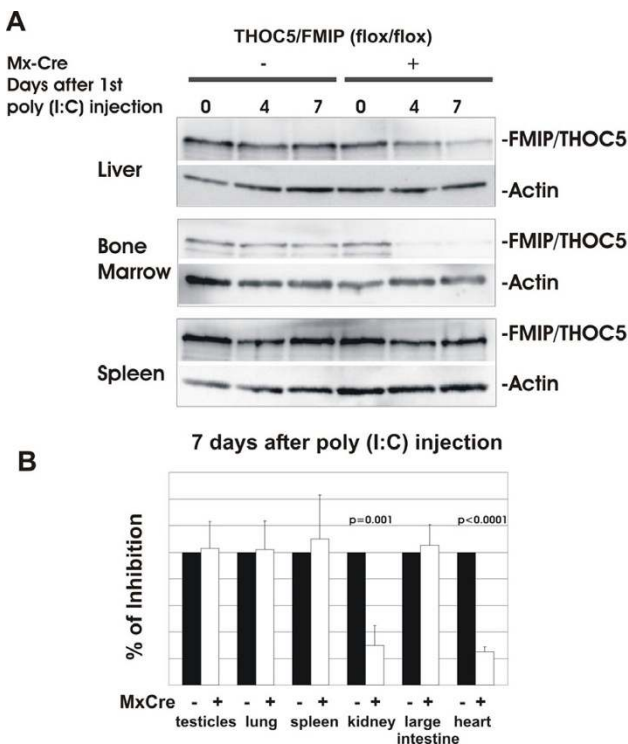 A
THOC5/FMIP (flox/flox)
Mx-Cre - +
Days after 1st
poly (I:C) injection 0 4 7 0 4 7
-FMIP/THOC5
Liver
-Actin
-FMIP/THOC5
Bone
Marrow
-Actin
-FMIP/THOC5
Spleen
-Actin
7 days after poly (I:C) injection
B
p=0.001 p<0.0001
% of Inhibition
MxCre - + - + - + - + - + - +
testicles lung spleen kidney large heart
intestine